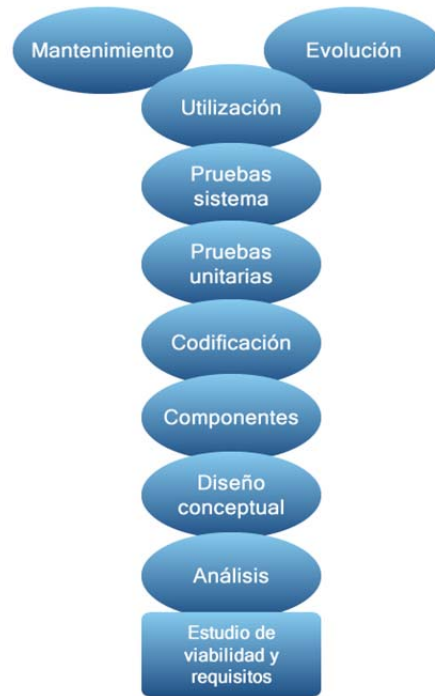 Mantenimiento
Evolución
Utilización
Pruebas
sistema
Pruebas
unitarias
Codificación
Componentes
Diseño
conceptual
Análisis
Estudio de
viabilidad y
requisitos